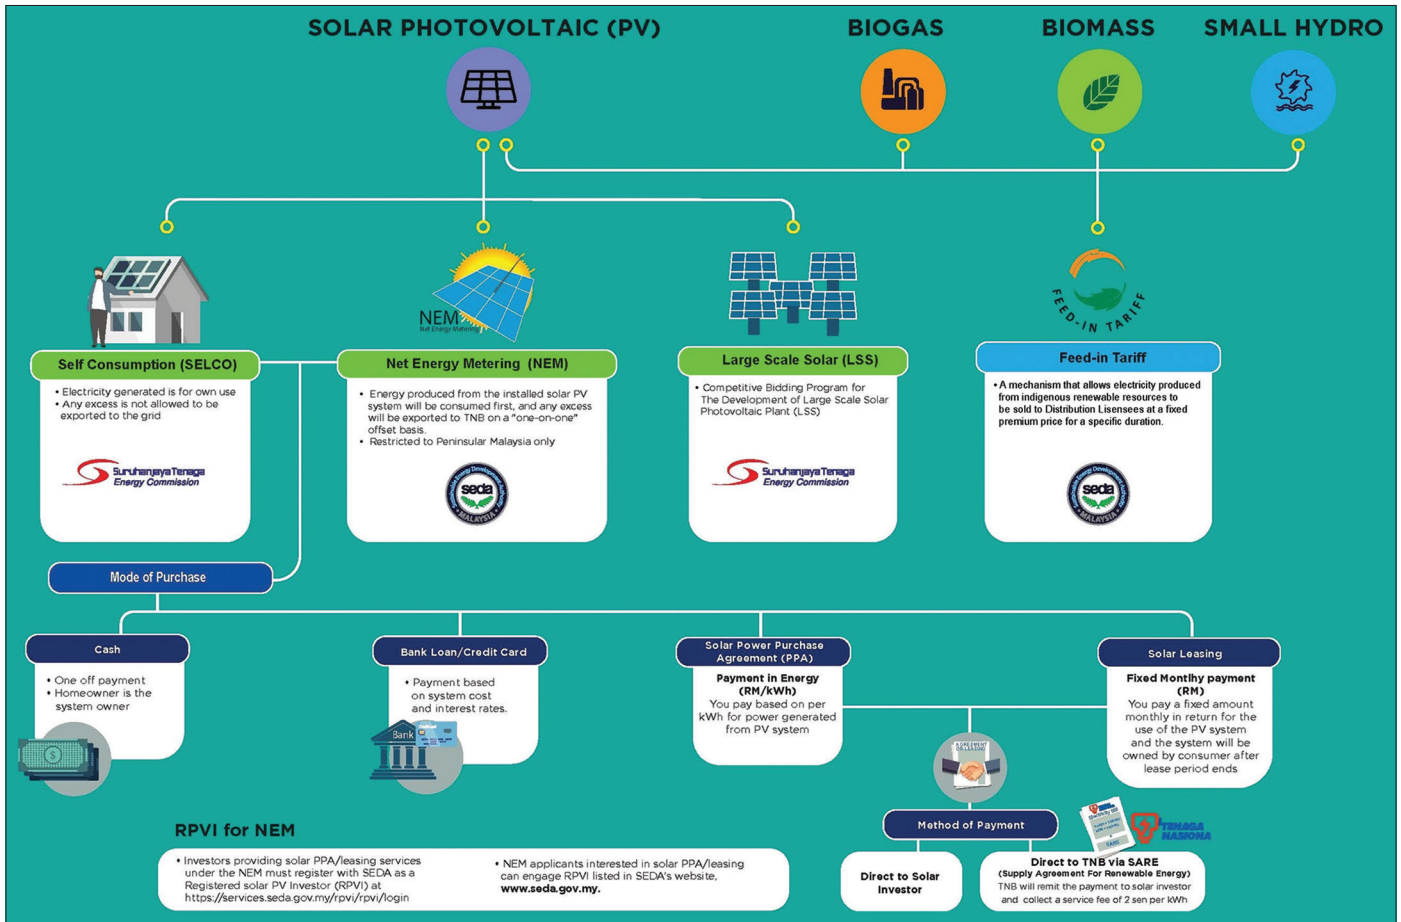 SOLAR PHOTOVOLTAIC (PV)
BIOGAS
BIOMASS
SMALL HYDRO
NEM
Net Energy Metering
FEED-IN TARIFF
Self Consumption (SELCO)
• Electricity generated is for own use
• Any excess is not allowed to be
exported to the grid
Suruhanjaya Tenaga
Energy Commission
Net Energy Metering (NEM)
• Energy produced from the installed solar PV
system will be consumed first, and any excess
will be exported to TNB on a "one-on-one"
offset basis.
• Restricted to Peninsular Malaysia only
Sustainable Energy Development Authority
seda
MALAYSIA
Large Scale Solar (LSS)
• Competitive Bidding Program for
The Development of Large Scale Solar
Photovoltaic Plant (LSS)
Suruhanjaya Tenaga
Energy Commission
Feed-in Tariff
• A mechanism that allows electricity produced
from indigenous renewable resources to
be sold to Distribution Lisensees at a fixed
premium price for a specific duration.
Sustainable Energy Development Authority
seda
MALAYSIA
Mode of Purchase
Cash
• One off payment
• Homeowner is the
system owner
Bank Loan/Credit Card
• Payment based
on system cost
and interest rates.
Bank
Solar Power Purchase
Agreement (PPA)
Payment in Energy
(RM/kWh)
You pay based on per
kWh for power generated
from PV system
Solar Leasing
Fixed Montlhy payment
(RM)
You pay a fixed amount
monthly in return for the
use of the PV system
and the system will be
owned by consumer after
lease period ends
AGREEMENT
OR LEASING
Method of Payment
Electricity Bill
TENAGA
NASIONA
Direct to Solar
Investor
Direct to TNB via SARE
(Supply Agreement For Renewable Energy)
TNB will remit the payment to solar investor
and collect a service fee of 2 sen per kWh
RPVI for NEM
• Investors providing solar PPA/leasing services
under the NEM must register with SEDA as a
Registered solar PV Investor (RPVI) at
https://services.seda.gov.my/rpvi/rpvi/login
• NEM applicants interested in solar PPA/leasing
can engage RPVI listed in SEDA's website,
www.seda.gov.my.